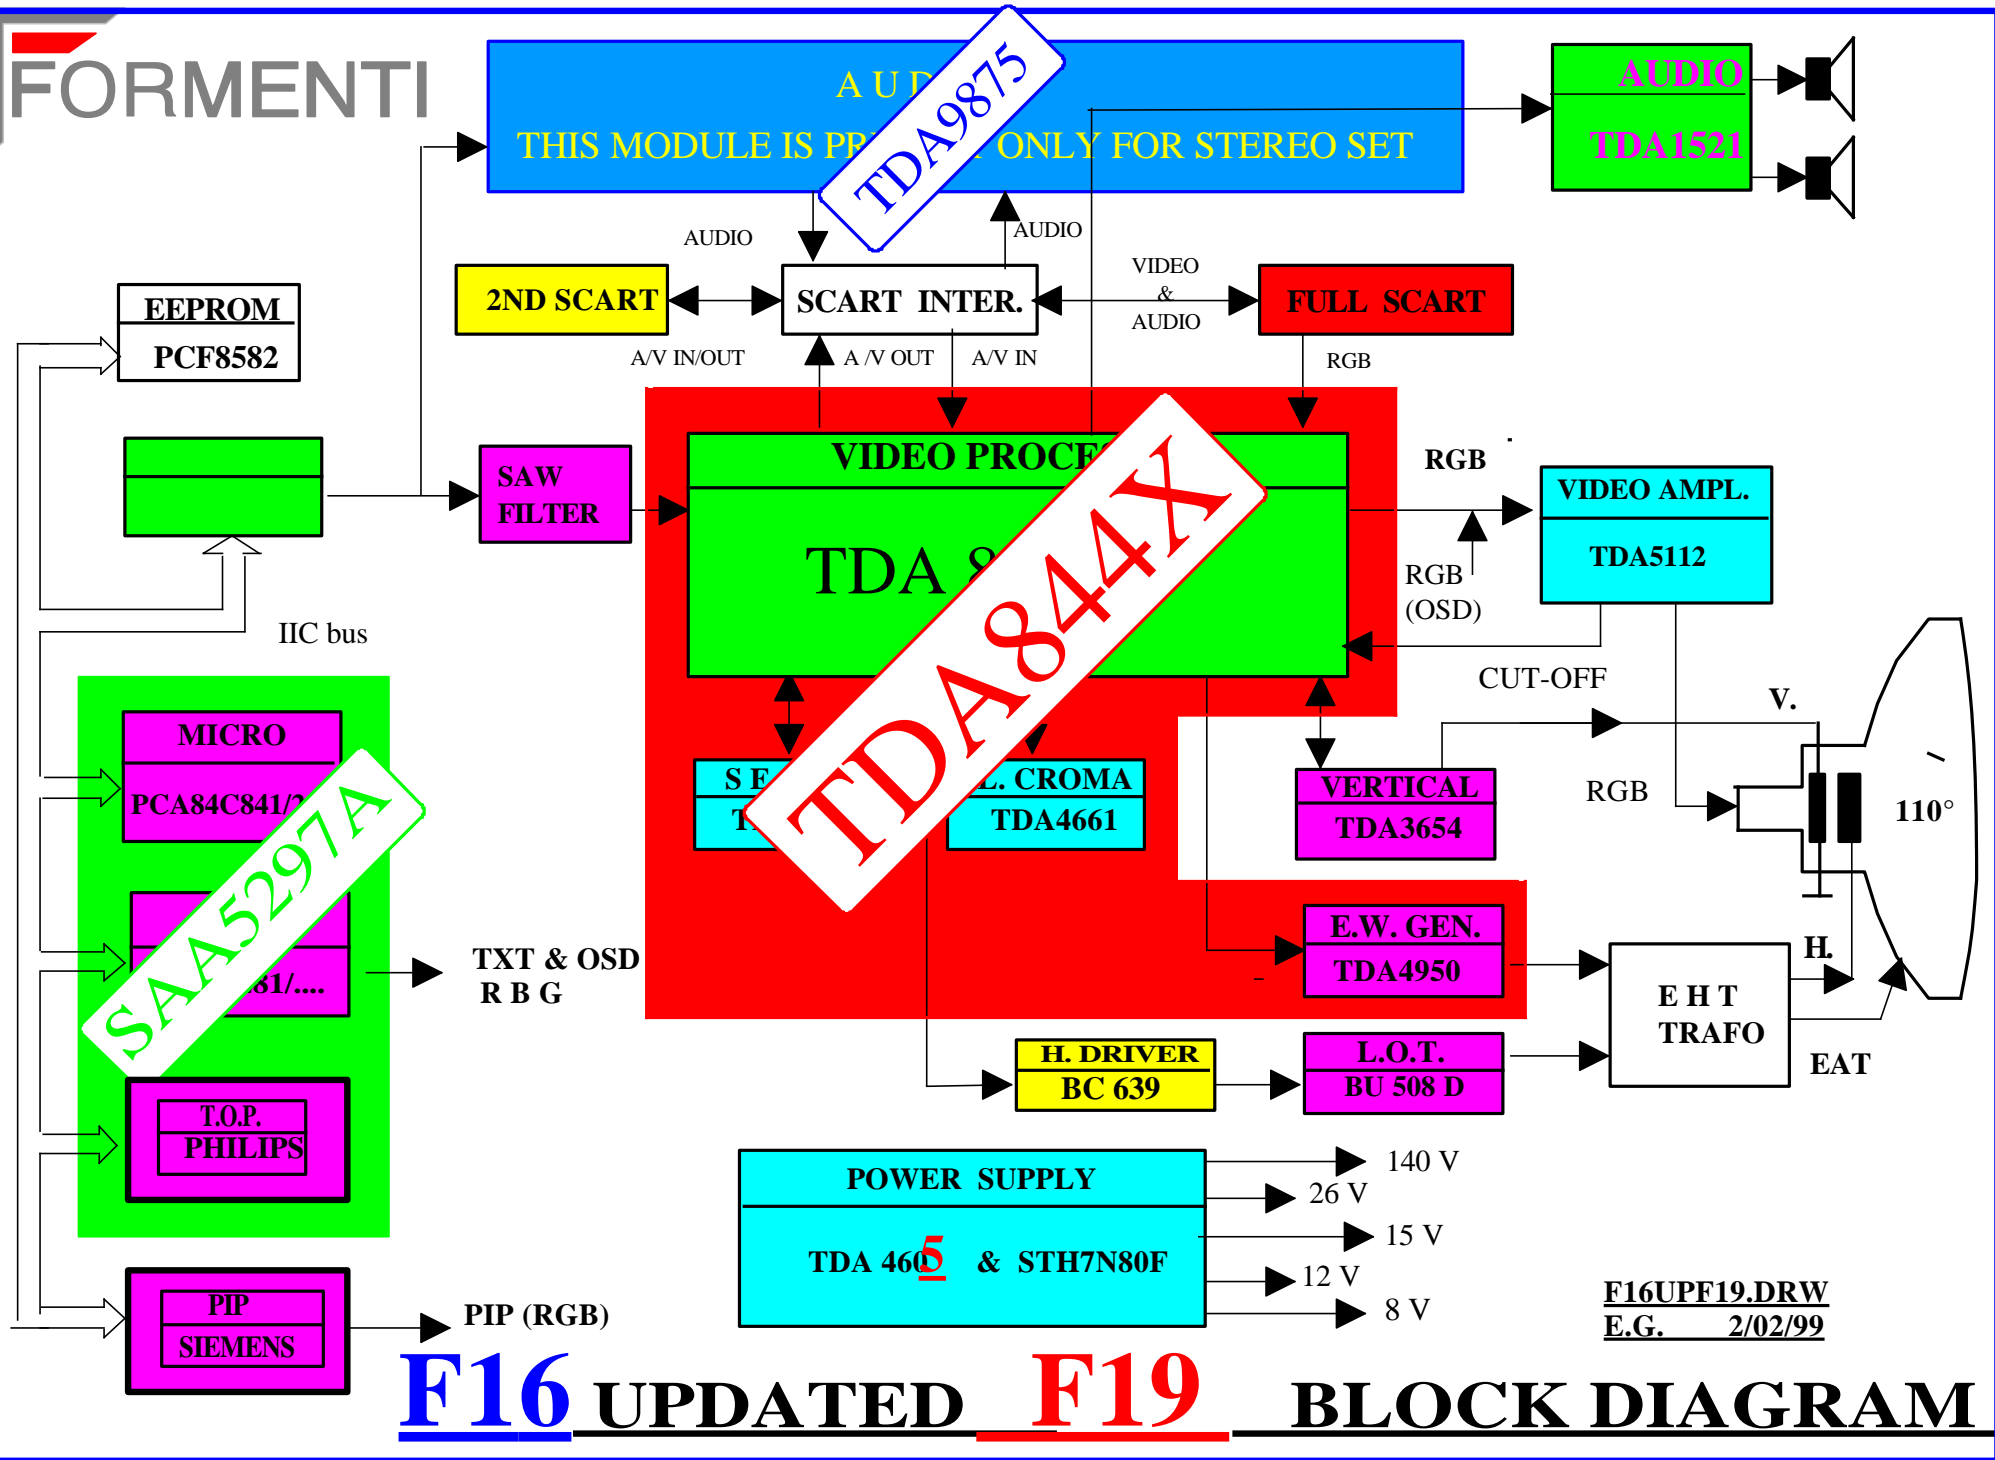 FORMENTI
A U D
THIS MODULE IS PR
ONLY FOR STEREO SET
TDA9875
AUDIO
TDA1521
AUDIO
AUDIO
2ND SCART
SCART INTER.
VIDEO
&
AUDIO
FULL SCART
EEPROM
PCF8582
A/V IN/OUT
A /V OUT
A/V IN
RGB
SAW
FILTER
VIDEO PROCE
TDA 8
TDA844X
RGB
VIDEO AMPL.
TDA5112
RGB
(OSD)
IIC bus
CUT-OFF
V.
MICRO
PCA84C841/2
SAA5297A
81/....
S E
T
L. CROMA
TDA4661
VERTICAL
TDA3654
RGB
110°
TXT & OSD
R B G
E.W. GEN.
TDA4950
H.
E H T
TRAFO
EAT
H. DRIVER
BC 639
L.O.T.
BU 508 D
T.O.P.
PHILIPS
POWER SUPPLY
TDA 4605 & STH7N80F
140 V
26 V
15 V
12 V
8 V
PIP
SIEMENS
PIP (RGB)
F16UPF19.DRW
E.G. 2/02/99
F16 UPDATED F19 BLOCK DIAGRAM